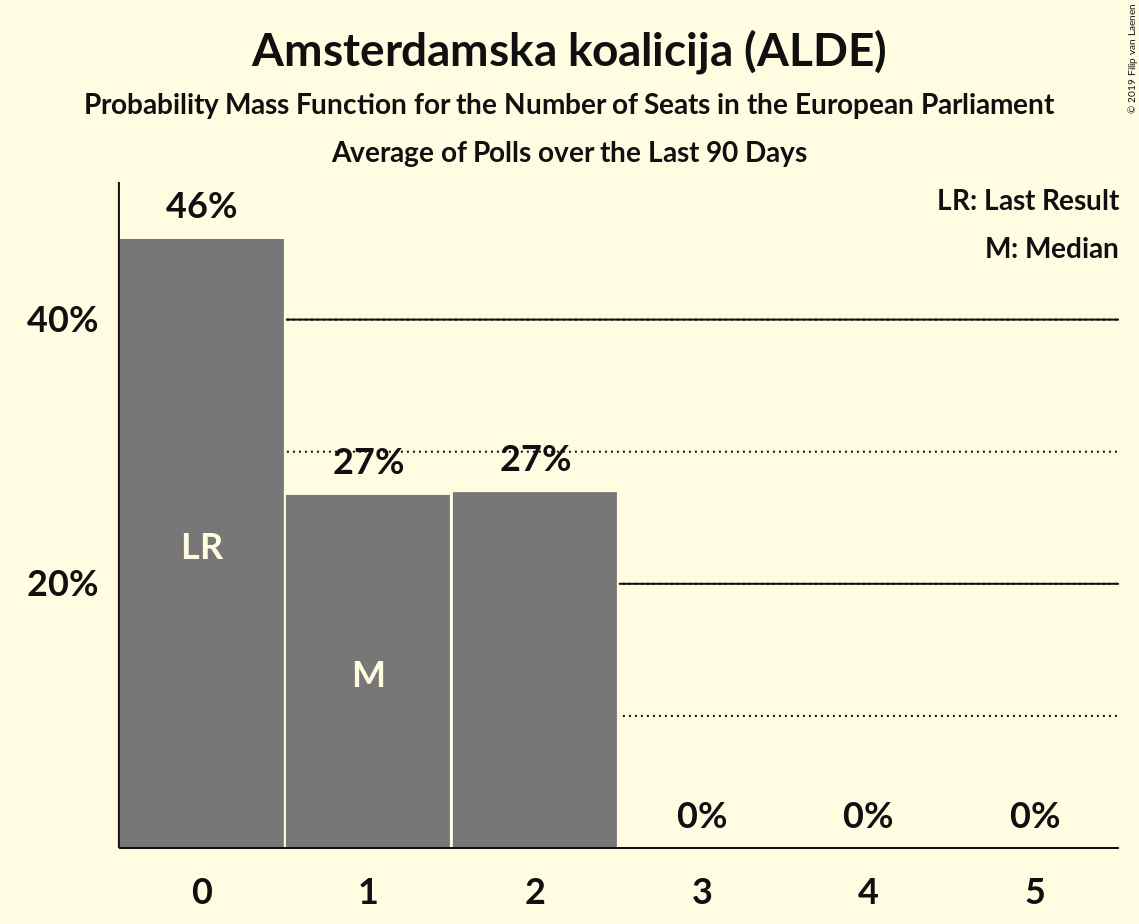 Amsterdamska koalicija (ALDE)
Probability Mass Function for the Number of Seats in the European Parliament
Average of Polls over the Last 90 Days
© 2019 Filip van Laenen
LR: Last Result
M: Median
46%
40%
27%
27%
LR
20%
M
0%
0%
0%
0
1
2
3
4
5